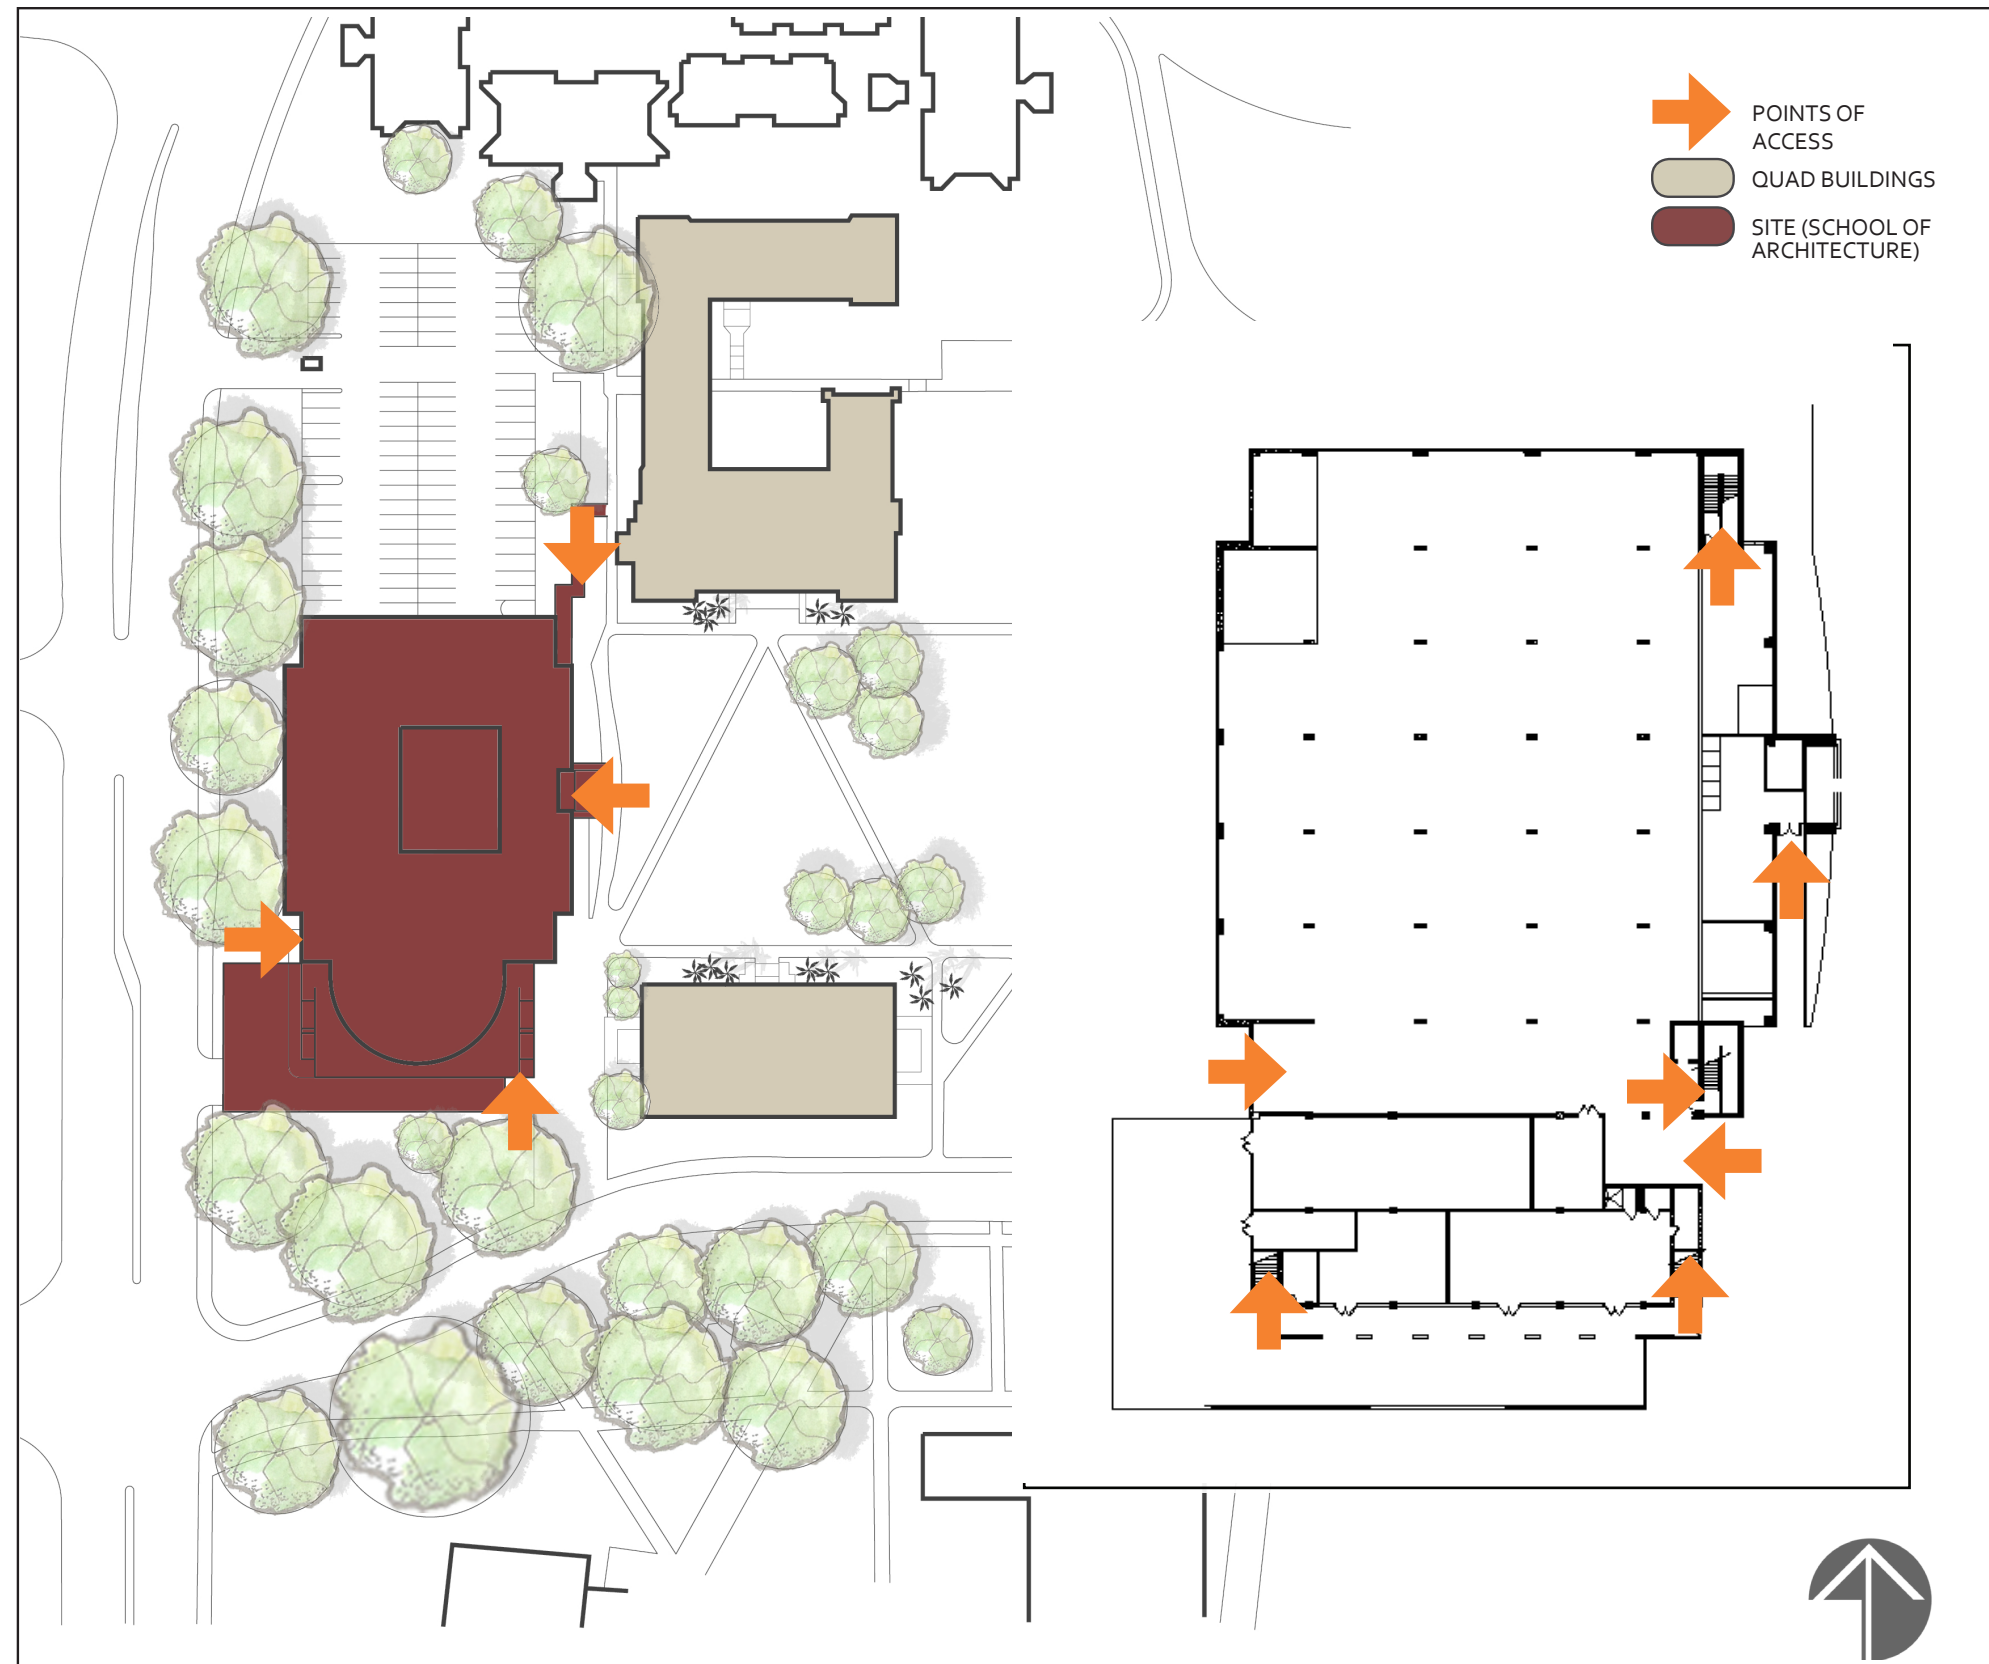 POINTS OF
ACCESS
QUAD BUILDINGS
SITE (SCHOOL OF
ARCHITECTURE)